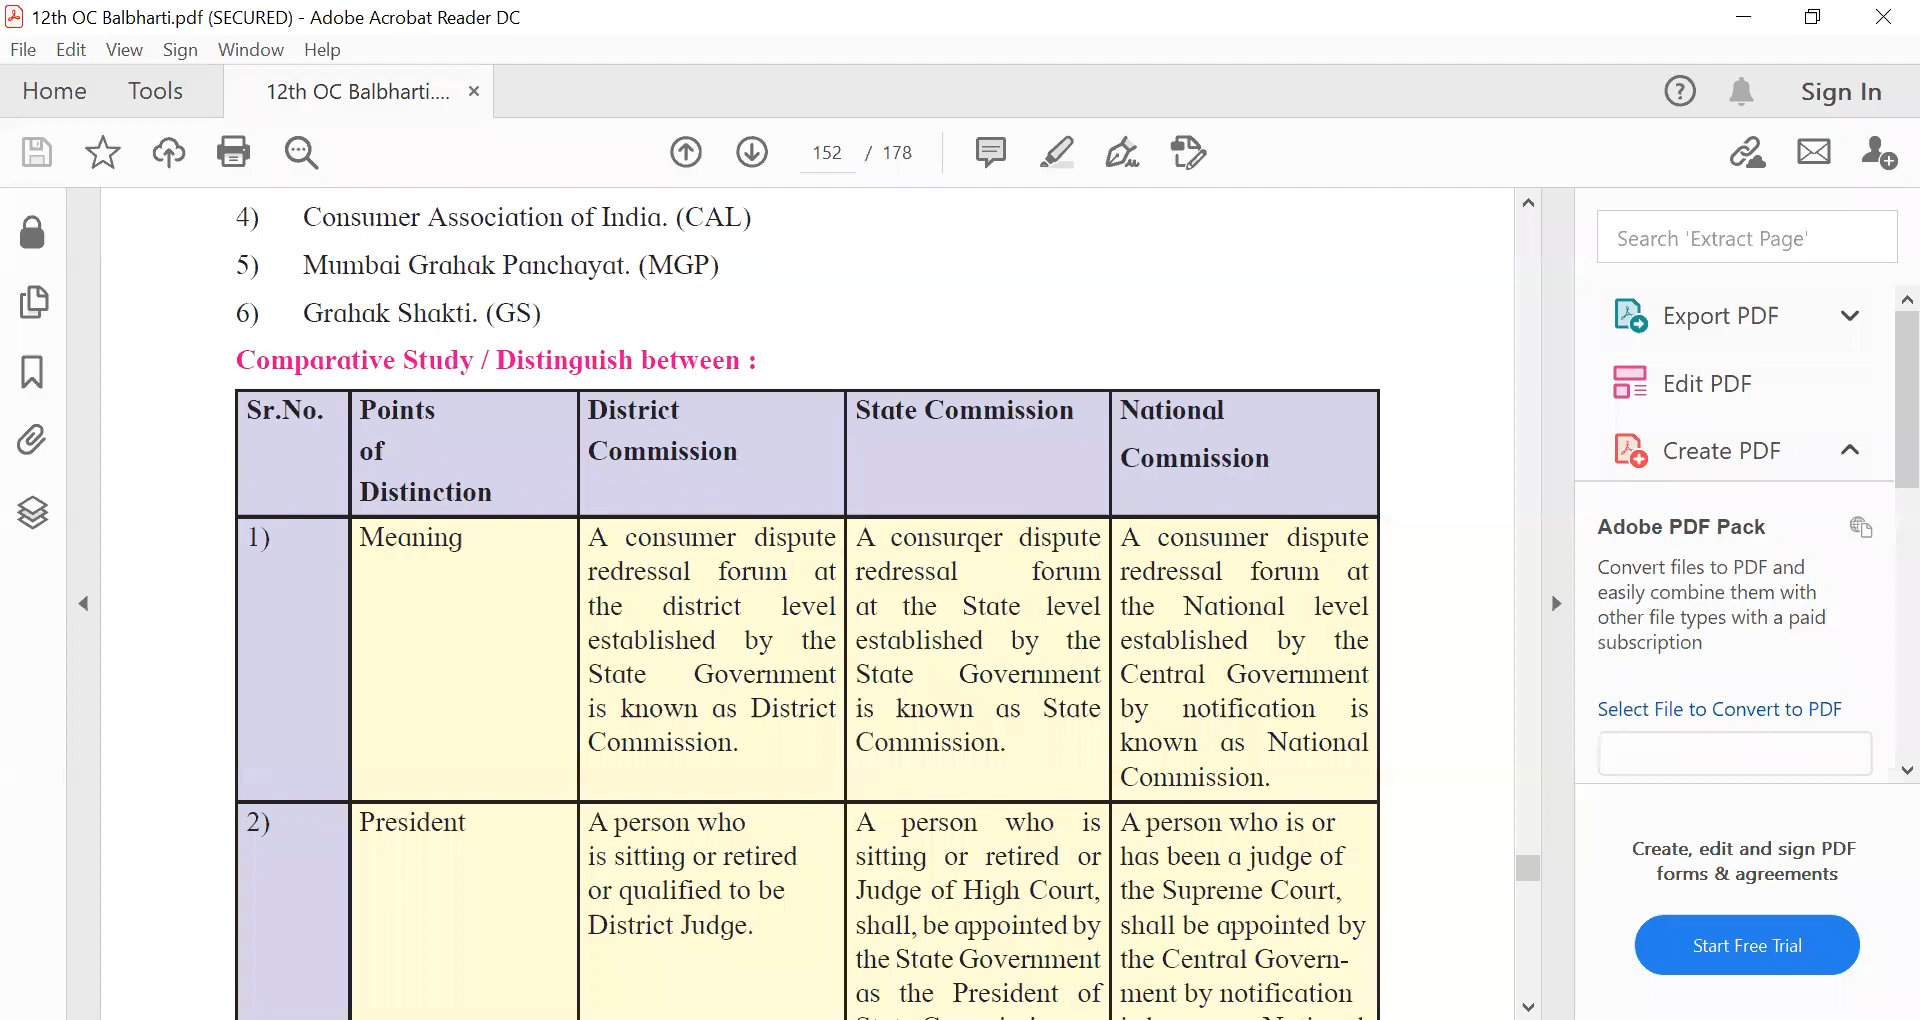 12th OC Balbharti.pdf (SECURED) - Adobe Acrobat Reader DC
File Edit View Sign Window Help
Home Tools 12th OC Balbharti.... × Sign In
152 / 178
4) Consumer Association of India. (CAL)
5) Mumbai Grahak Panchayat. (MGP)
6) Grahak Shakti. (GS)
Comparative Study / Distinguish between :
Sr.No.
Points
of
Distinction
District
Commission
State Commission
National
Commission
1)
Meaning
A consumer dispute
redressal forum at
the district level
established by the
State Government
is known as District
Commission.
A consurqer dispute
redressal forum
at the State level
established by the
State Government
is known as State
Commission.
A consumer dispute
redressal forum at
the National level
established by the
Central Government
by notification is
known as National
Commission.
2)
President
A person who
is sitting or retired
or qualified to be
District Judge.
A person who is
sitting or retired or
Judge of High Court,
shall, be appointed by
the State Government
as the President of
A person who is or
has been a judge of
the Supreme Court,
shall be appointed by
the Central Govern-
ment by notification
Search 'Extract Page'
Export PDF
Edit PDF
Create PDF
Adobe PDF Pack
Convert files to PDF and
easily combine them with
other file types with a paid
subscription
Select File to Convert to PDF
Create, edit and sign PDF
forms & agreements
Start Free Trial